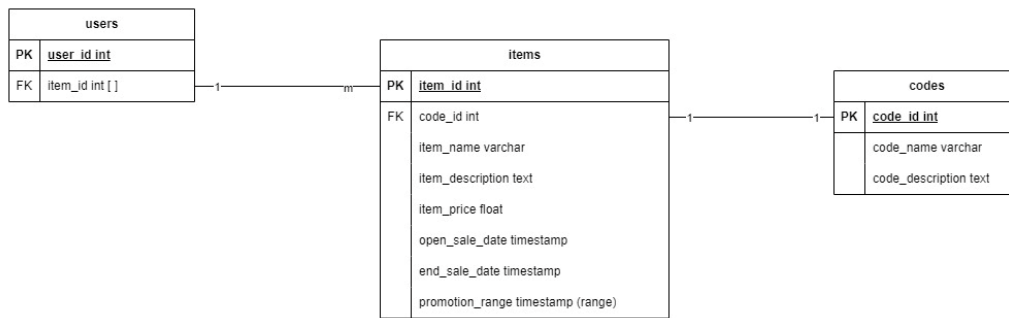 users
PK user_id int
FK item_id int [ ]
1
m
items
PK item_id int
FK code_id int
item_name varchar
item_description text
item_price float
open_sale_date timestamp
end_sale_date timestamp
promotion_range timestamp (range)
1
1
codes
PK code_id int
code_name varchar
code_description text